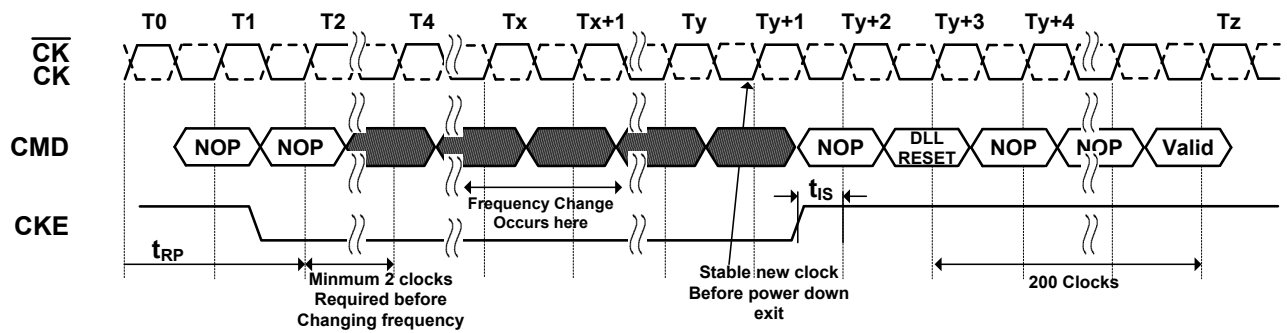 T0 T1 T2 T4 Tx Tx+1 Ty Ty+1 Ty+2 Ty+3 Ty+4 Tz
CK
CK
CMD
NOP NOP NOP DLL RESET NOP NOP Valid
Frequency Change
Occurs here
tIS
CKE
tRP
Minmum 2 clocks
Required before
Changing frequency
Stable new clock
Before power down
exit
200 Clocks